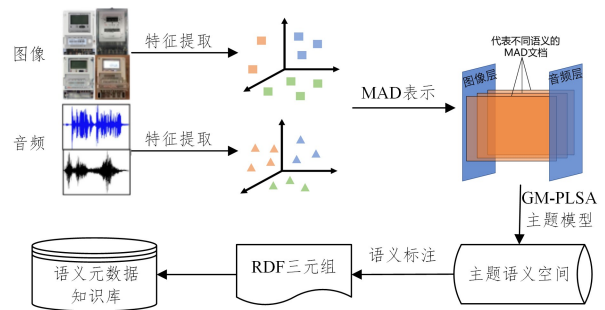 图像
特征提取
代表不同语义的
MAD文档
图像层
音频层
MAD表示
音频
特征提取
GM-PLSA
主题模型
语义元数据
知识库
RDF三元组
语义标注
主题语义空间